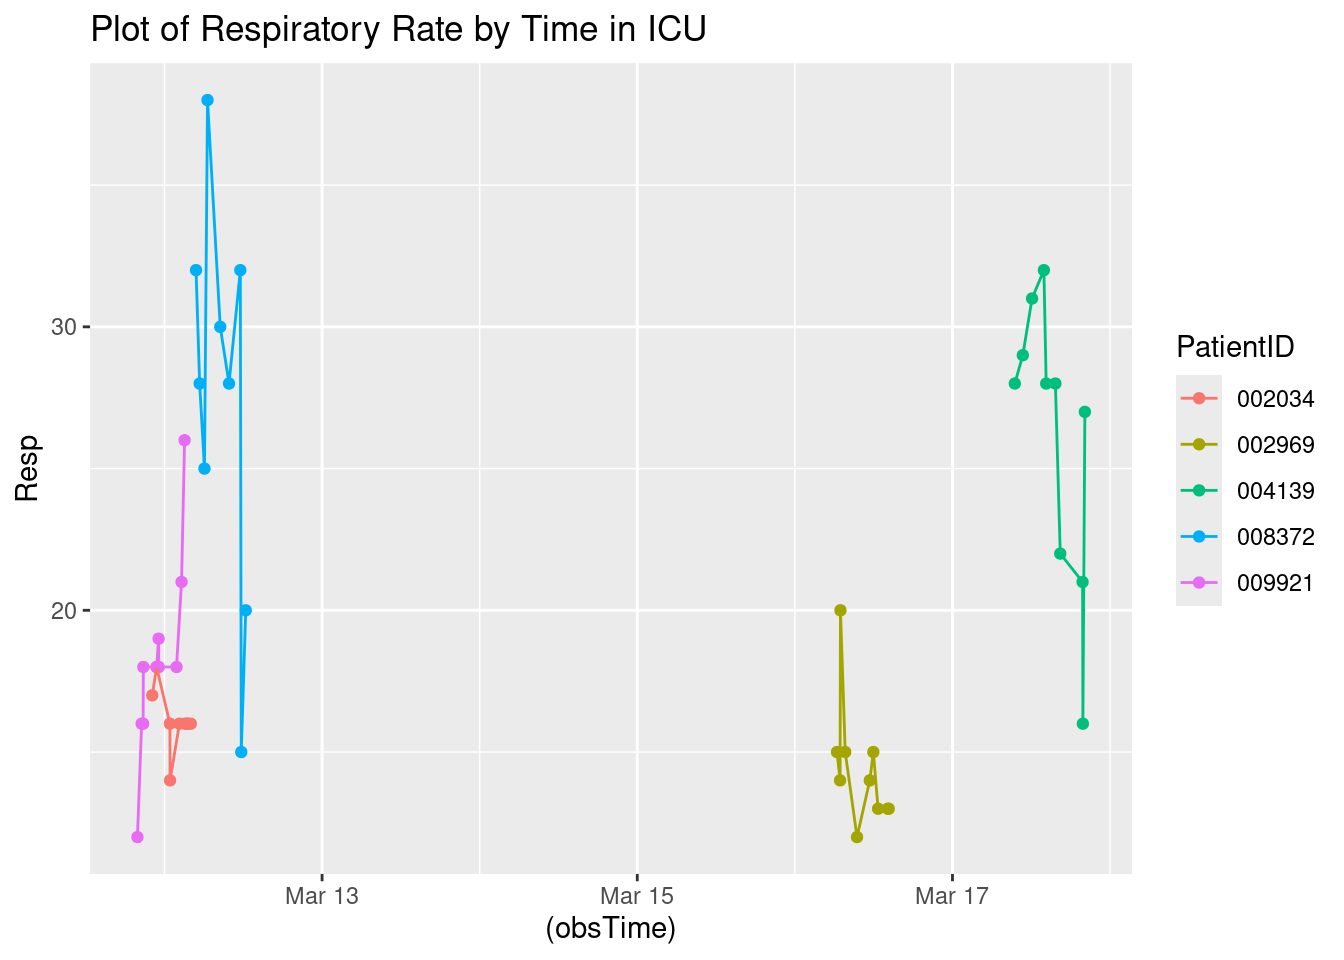 Plot of Respiratory Rate by Time in ICU
30
20
Resp
Mar 13
Mar 15
Mar 17
(obsTime)
PatientID
002034
002969
004139
008372
009921